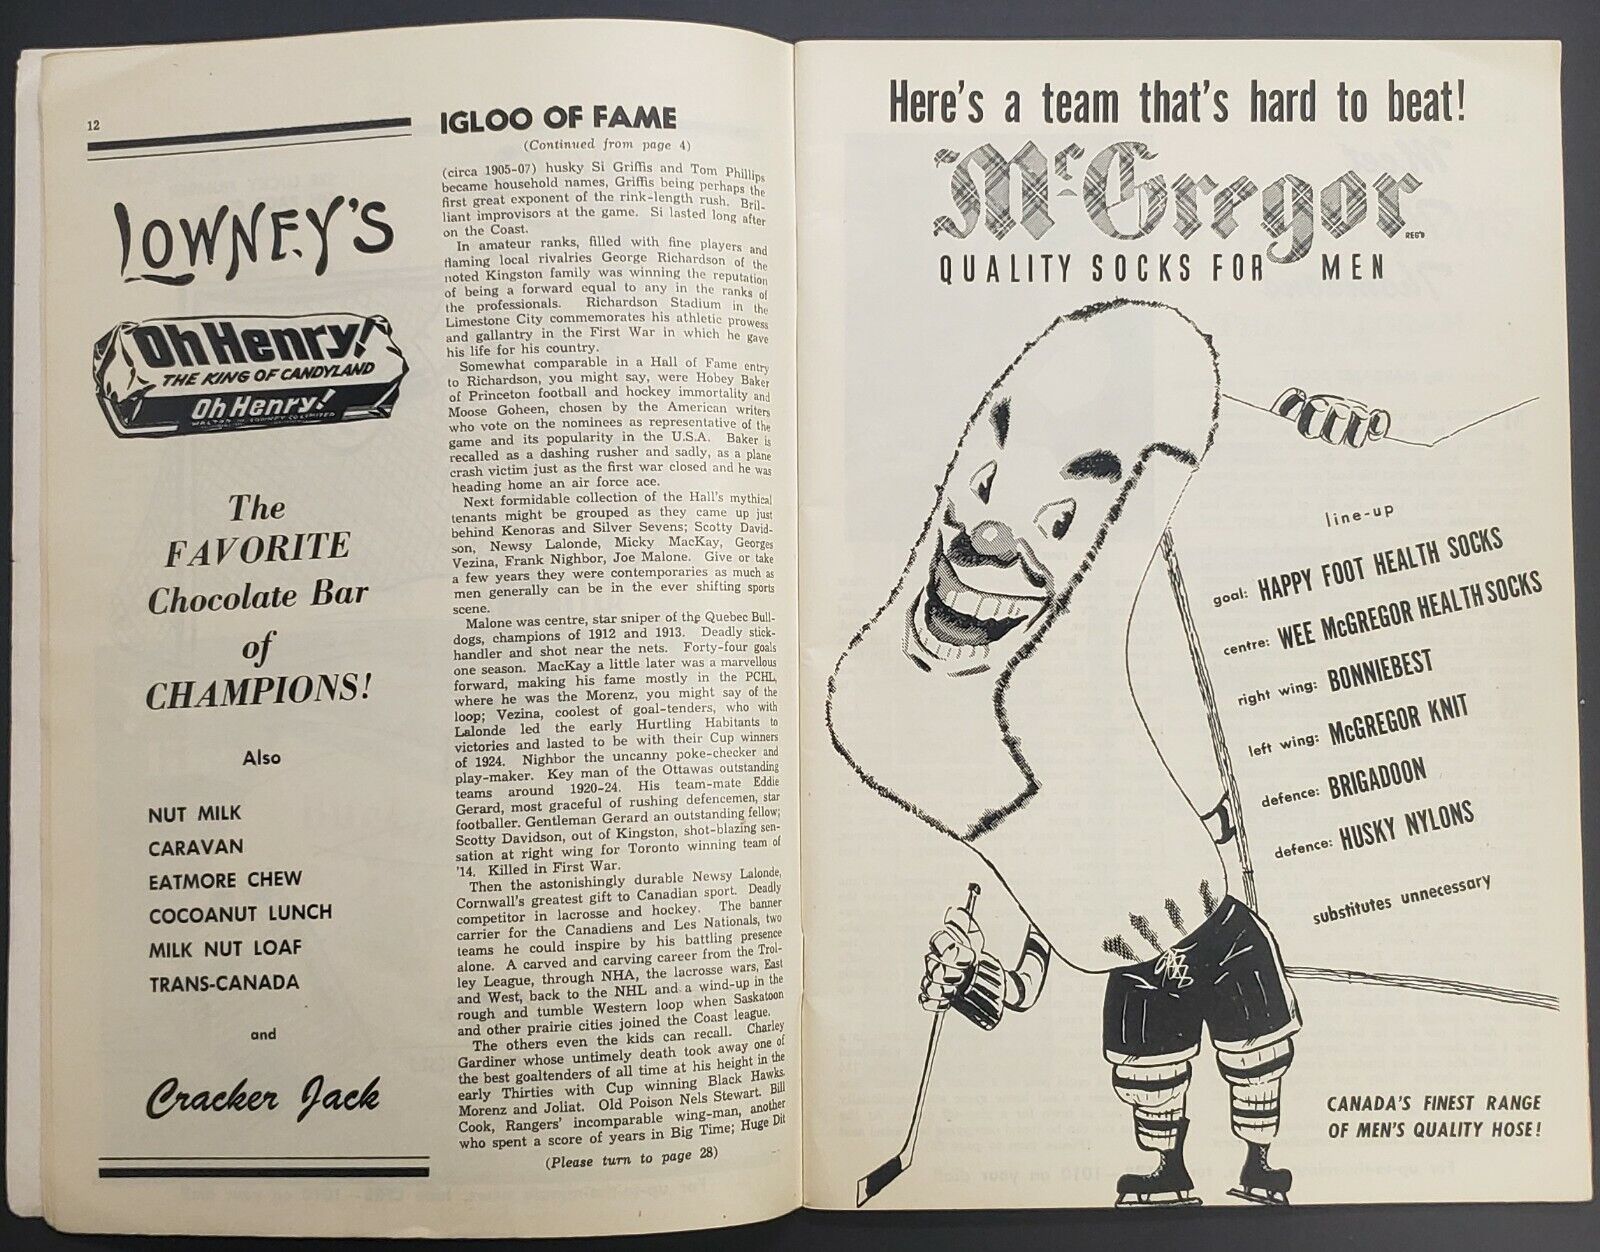 12
LOWNEY'S
Oh Henry!
THE KING OF CANDYLAND
Oh Henry!
The
FAVORITE
Chocolate Bar
of
CHAMPIONS!
Also
NUT MILK
CARAVAN
EATMORE CHEW
COCOANUT LUNCH
MILK NUT LOAF
TRANS-CANADA
and
Cracker Jack
IGLOO OF FAME
(Continued from page 4)
(circa 1905-07) husky Si Griffis and Tom Phillips
became household names, Griffis being perhaps the
first great exponent of the rink-length rush. Bril-
liant improvisors at the game. Si lasted long after
on the Coast.
In amateur ranks, filled with fine players and
flaming local rivalries George Richardson of the
noted Kingston family was winning the reputation
of being a forward equal to any in the ranks of
the professionals. Richardson Stadium in the
Limestone City commemorates his athletic prowess
and gallantry in the First War in which he gave
his life for his country.
Somewhat comparable in a Hall of Fame entry
to Richardson, you might say, were Hobey Baker
of Princeton football and hockey immortality and
Moose Goheen, chosen by the American writers
who vote on the nominees as representative of the
game and its popularity in the U.S.A. Baker is
recalled as a dashing rusher and sadly, as a plane
crash victim just as the first war closed and he was
heading home an air force ace.
Next formidable collection of the Hall's mythical
tenants might be grouped as they came up just
behind Kenoras and Silver Sevens; Scotty David-
son, Newsy Lalonde, Micky MacKay, Georges
Vezina, Frank Nighbor, Joe Malone. Give or take
a few years they were contemporaries as much as
men generally can be in the ever shifting sports
scene.
Malone was centre, star sniper of the Quebec Bull-
dogs, champions of 1912 and 1913. Deadly stick-
handler and shot near the nets. Forty-four goals
one season. MacKay a little later was a marvellous
forward, making his fame mostly in the PCHL,
where he was the Morenz, you might say of the
loop; Vezina, coolest of goal-tenders, who with
Lalonde led the early Hurtling Habitants to
victories and lasted to be with their Cup winners
of 1924. Nighbor the uncanny poke-checker and
play-maker. Key man of the Ottawas outstanding
teams around 1920-24. His team-mate Eddie
Gerard, most graceful of rushing defencemen, star
footballer. Gentleman Gerard an outstanding fellow;
Scotty Davidson, out of Kingston, shot-blazing sen-
sation at right wing for Toronto winning team of
'14. Killed in First War.
Then the astonishingly durable Newsy Lalonde,
Cornwall's greatest gift to Canadian sport. Deadly
competitor in lacrosse and hockey. The banner
carrier for the Canadiens and Les Nationals, two
teams he could inspire by his battling presence
alone. A carved and carving career from the Trol-
ley League, through NHA, the lacrosse wars, East
and West, back to the NHL and a wind-up in the
rough and tumble Western loop when Saskatoon
and other prairie cities joined the Coast league.
The others even the kids can recall. Charley
Gardiner whose untimely death took away one of
the best goaltenders of all time at his height in the
early Thirties with Cup winning Black Hawks.
Morenz and Joliat. Old Poison Nels Stewart. Bill
Cook, Rangers' incomparable wing-man, another
who spent a score of years in Big Time; Huge Dit
(Please turn to page 28)
Here's a team that's hard to beat!
McGregor
REG'D
QUALITY SOCKS FOR MEN
line-up
goal: HAPPY FOOT HEALTH SOCKS
centre: WEE McGREGOR HEALTH SOCKS
right wing: BONNIEBEST
left wing: McGREGOR KNIT
defence: BRIGADOON
defence: HUSKY NYLONS
substitutes unnecessary
CANADA'S FINEST RANGE
OF MEN'S QUALITY HOSE!